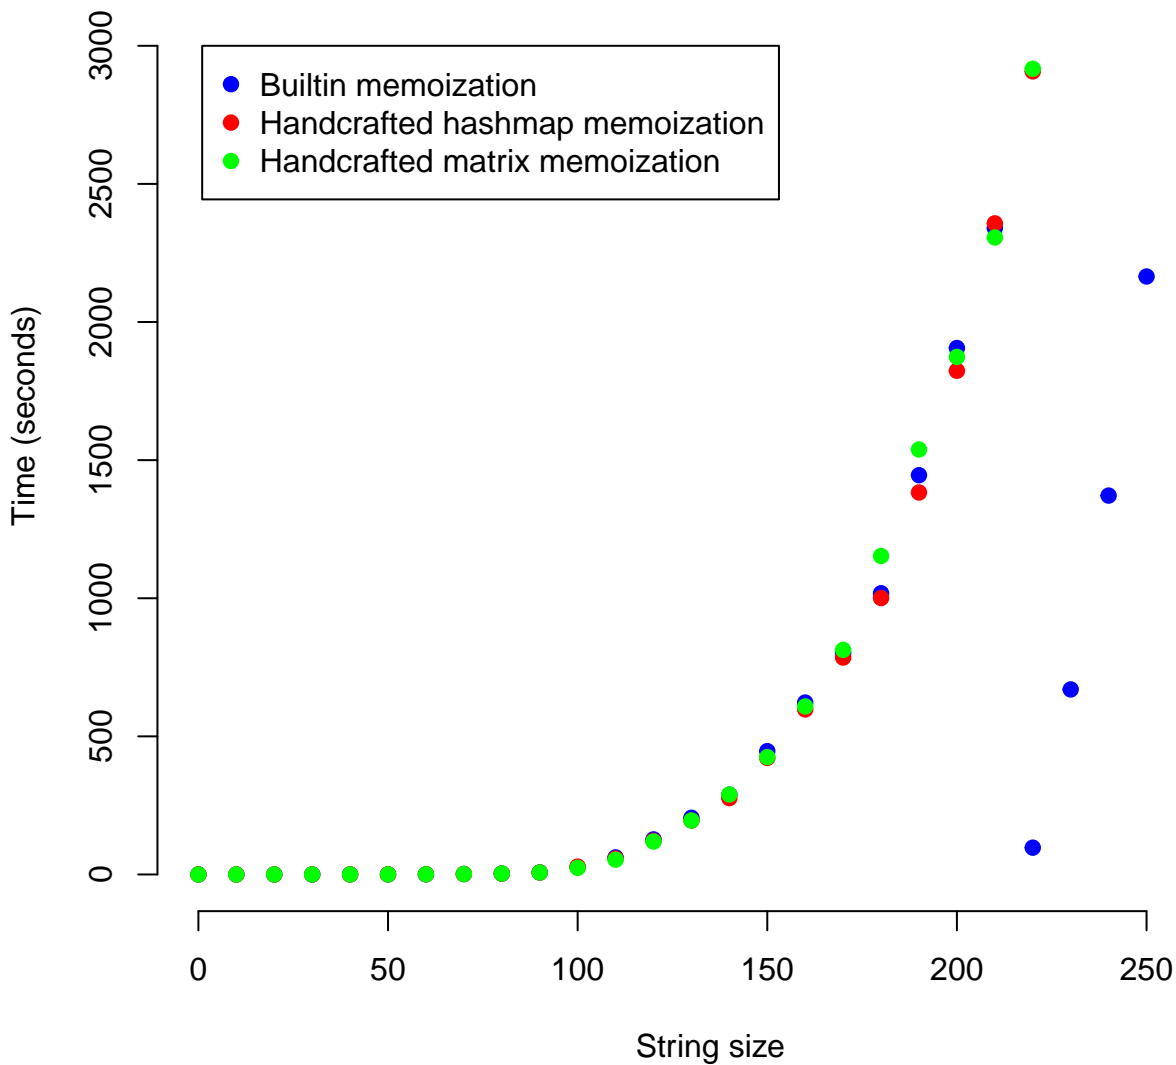 Builtin memoization
Handcrafted hashmap memoization
Handcrafted matrix memoization
Time (seconds)
3000
2500
2000
1500
1000
500
0
0 50 100 150 200 250
String size